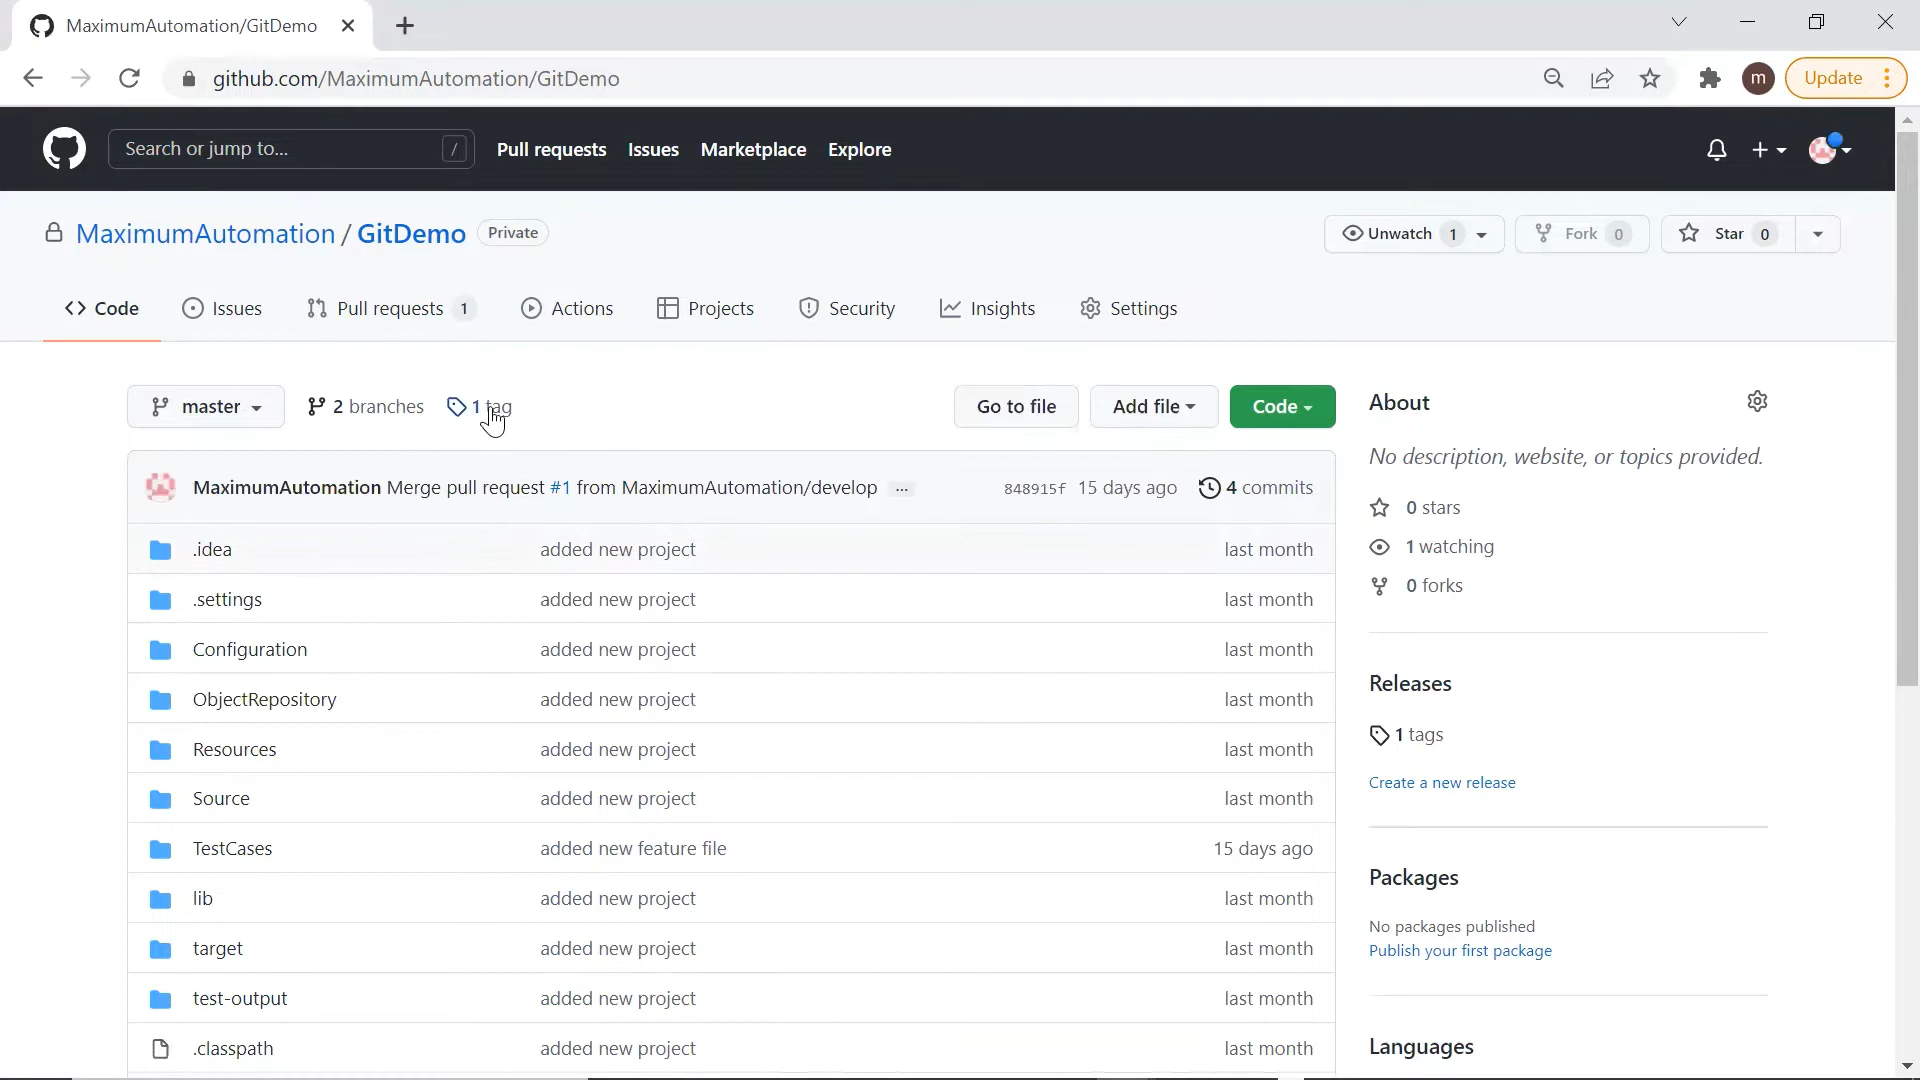 MaximumAutomation/GitDemo
github.com/MaximumAutomation/GitDemo
m
Update
Search or jump to...
/
Pull requests Issues Marketplace Explore
MaximumAutomation / GitDemo Private
Unwatch 1 Fork 0 Star 0
Code Issues Pull requests 1 Actions Projects Security Insights Settings
master 2 branches 1 tag Go to file Add file Code
MaximumAutomation Merge pull request #1 from MaximumAutomation/develop ... 848915f 15 days ago 4 commits
.idea added new project last month
.settings added new project last month
Configuration added new project last month
ObjectRepository added new project last month
Resources added new project last month
Source added new project last month
TestCases added new feature file 15 days ago
lib added new project last month
target added new project last month
test-output added new project last month
.classpath added new project last month
About
No description, website, or topics provided.
0 stars
1 watching
0 forks
Releases
1 tags
Create a new release
Packages
No packages published
Publish your first package
Languages